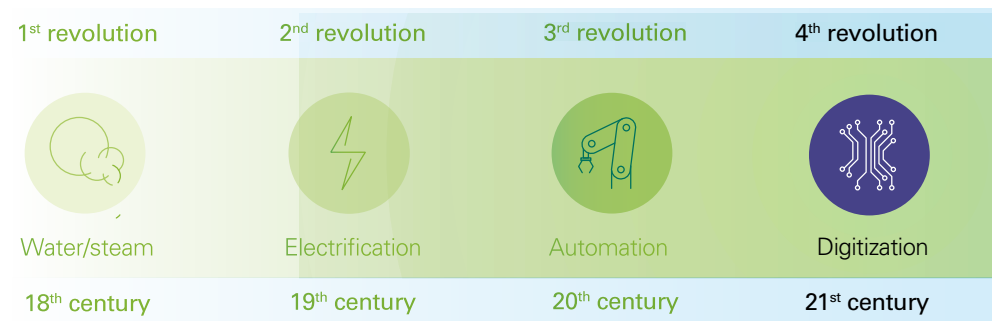 1st revolution 2nd revolution 3rd revolution 4th revolution
Water/steam Electrification Automation Digitization
18th century 19th century 20th century 21st century